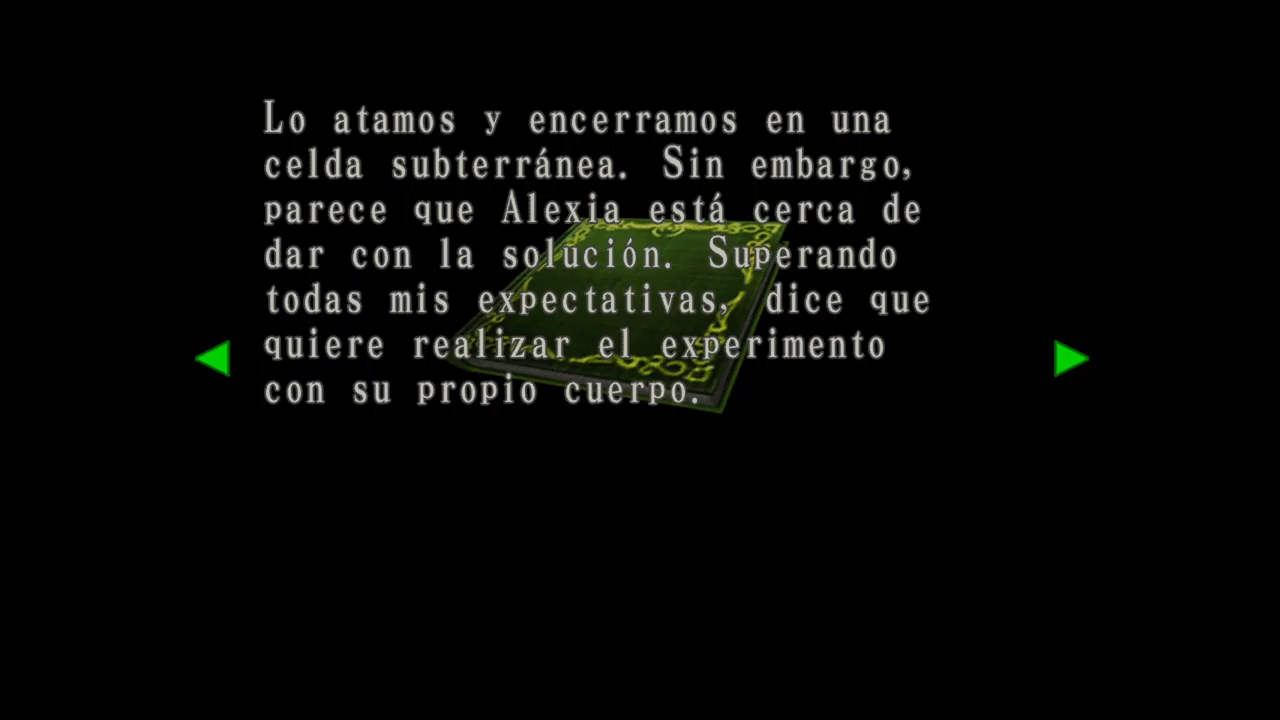 Lo atamos y encerramos en una
celda subterránea. Sin embargo,
parece que Alexia está cerca de
dar con la solución. Superando
todas mis expectativas, dice que
quiere realizar el experimento
con su propio cuerpo.